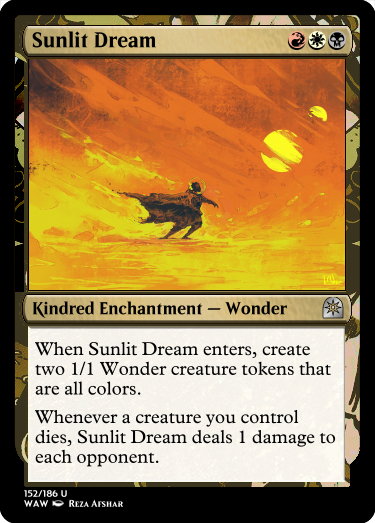 Sunlit Dream
Kindred Enchantment — Wonder
When Sunlit Dream enters, create
two 1/1 Wonder creature tokens that
are all colors.
Whenever a creature you control
dies, Sunlit Dream deals 1 damage to
each opponent.
152/186 U
WAW Reza Afshar